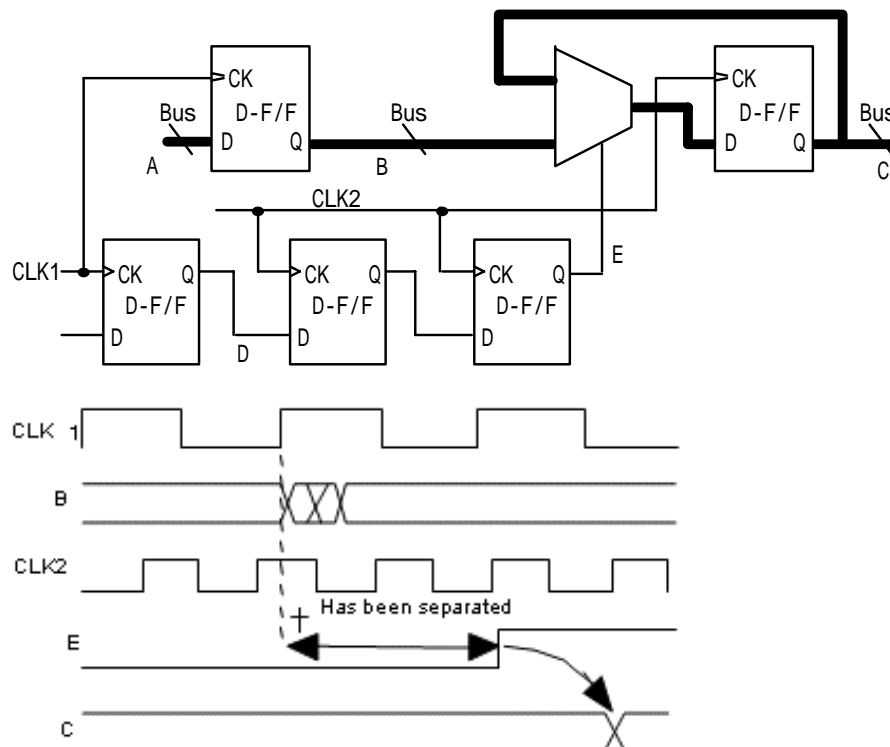 CK
D-F/F
D Q
Bus
A
Bus
B
CK
D-F/F
D Q
Bus
C
CLK2
E
CLK1
CK Q
D-F/F
D
D
CK Q
D-F/F
D
CK Q
D-F/F
D
CLK 1
B
CLK2
Has been separated
E
C